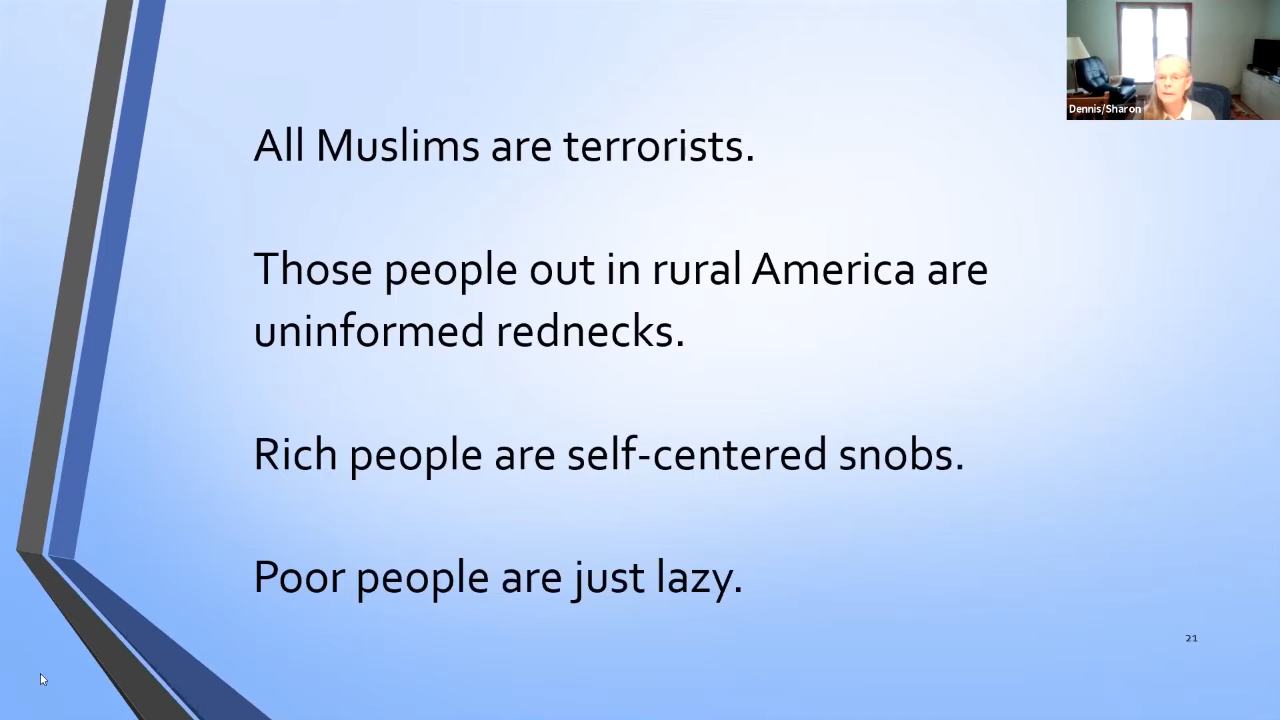 Dennis/Sharon
All Muslims are terrorists.
Those people out in rural America are
uninformed rednecks.
Rich people are self-centered snobs.
Poor people are just lazy.
21